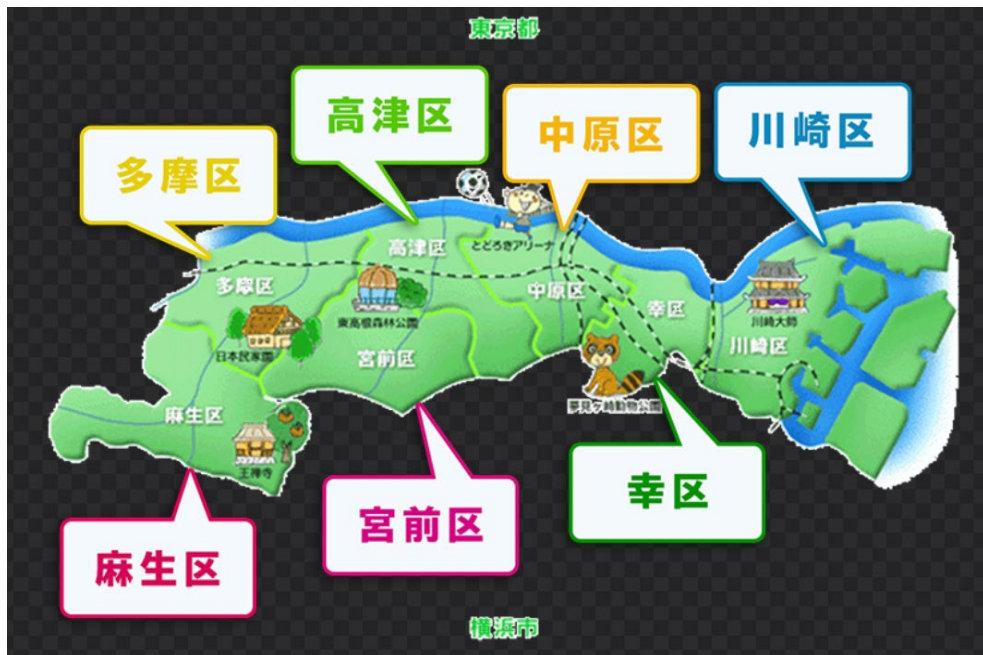 東京都
高津区
中原区
川崎区
多摩区
とどろきアリーナ
高津区
多摩区
中原区
幸区
川崎大師
東高根森林公園
川崎区
日本民家園
宮前区
夢見ヶ崎動物公園
麻生区
王禅寺
幸区
宮前区
麻生区
横浜市